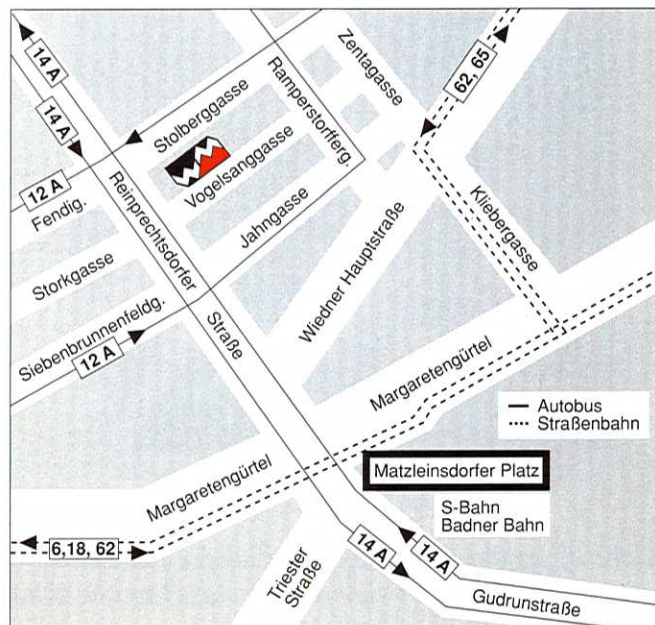 14 A
14 A
12 A
Fendig.
Storkgasse
Siebenbrunnenfeldg.
12 A
Reinprechtsdorfer
Straße
Stolberggasse
Vogelsanggasse
Jahngasse
Ramperstorfferg.
Zentagasse
62, 65
Kliebergasse
Wiedner Hauptstraße
Margaretengürtel
Autobus
Straßenbahn
Matzleinsdorfer Platz
S-Bahn
Badner Bahn
Margaretengürtel
6,18, 62
Triester
Straße
14 A
14 A
Gudrunstraße